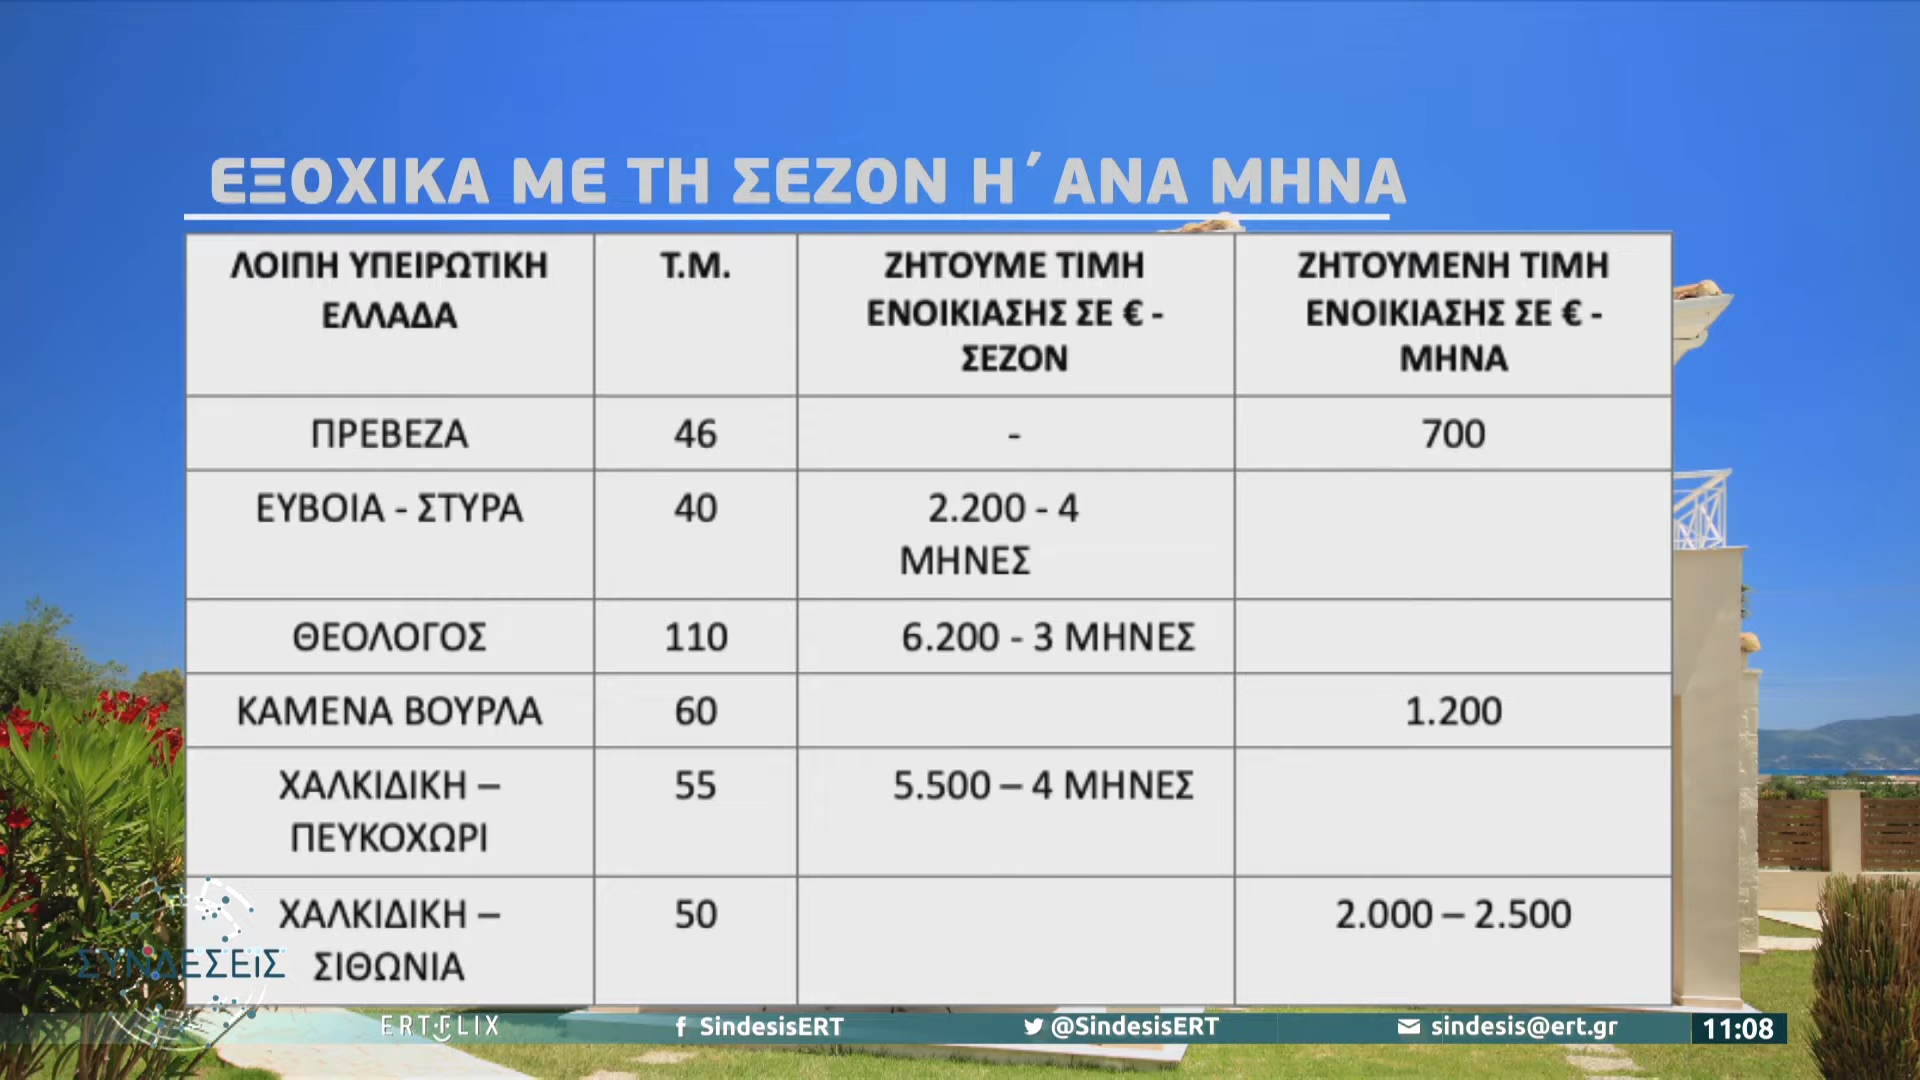 ΕΞΟΧΙΚΑ ΜΕ ΤΗ ΣΕΖΟΝ Η΄ΑΝΑ ΜΗΝΑ
ΛΟΙΠΗ ΥΠΕΙΡΩΤΙΚΗ
ΕΛΛΑΔΑ
Τ.Μ.
ΖΗΤΟΥΜΕ ΤΙΜΗ
ΕΝΟΙΚΙΑΣΗΣ ΣΕ € -
ΣΕΖΟΝ
ΖΗΤΟΥΜΕΝΗ ΤΙΜΗ
ΕΝΟΙΚΙΑΣΗΣ ΣΕ € -
ΜΗΝΑ
ΠΡΕΒΕΖΑ
46
-
700
ΕΥΒΟΙΑ - ΣΤΥΡΑ
40
2.200 - 4
ΜΗΝΕΣ
ΘΕΟΛΟΓΟΣ
110
6.200 - 3 ΜΗΝΕΣ
ΚΑΜΕΝΑ ΒΟΥΡΛΑ
60
1.200
ΧΑΛΚΙΔΙΚΗ –
ΠΕΥΚΟΧΩΡΙ
55
5.500 – 4 ΜΗΝΕΣ
ΧΑΛΚΙΔΙΚΗ –
ΣΙΘΩΝΙΑ
50
2.000 – 2.500
ΣΥΝΔΕΣΕΙΣ
ERTFLIX
SindesisERT
@SindesisERT
sindesis@ert.gr
11:08